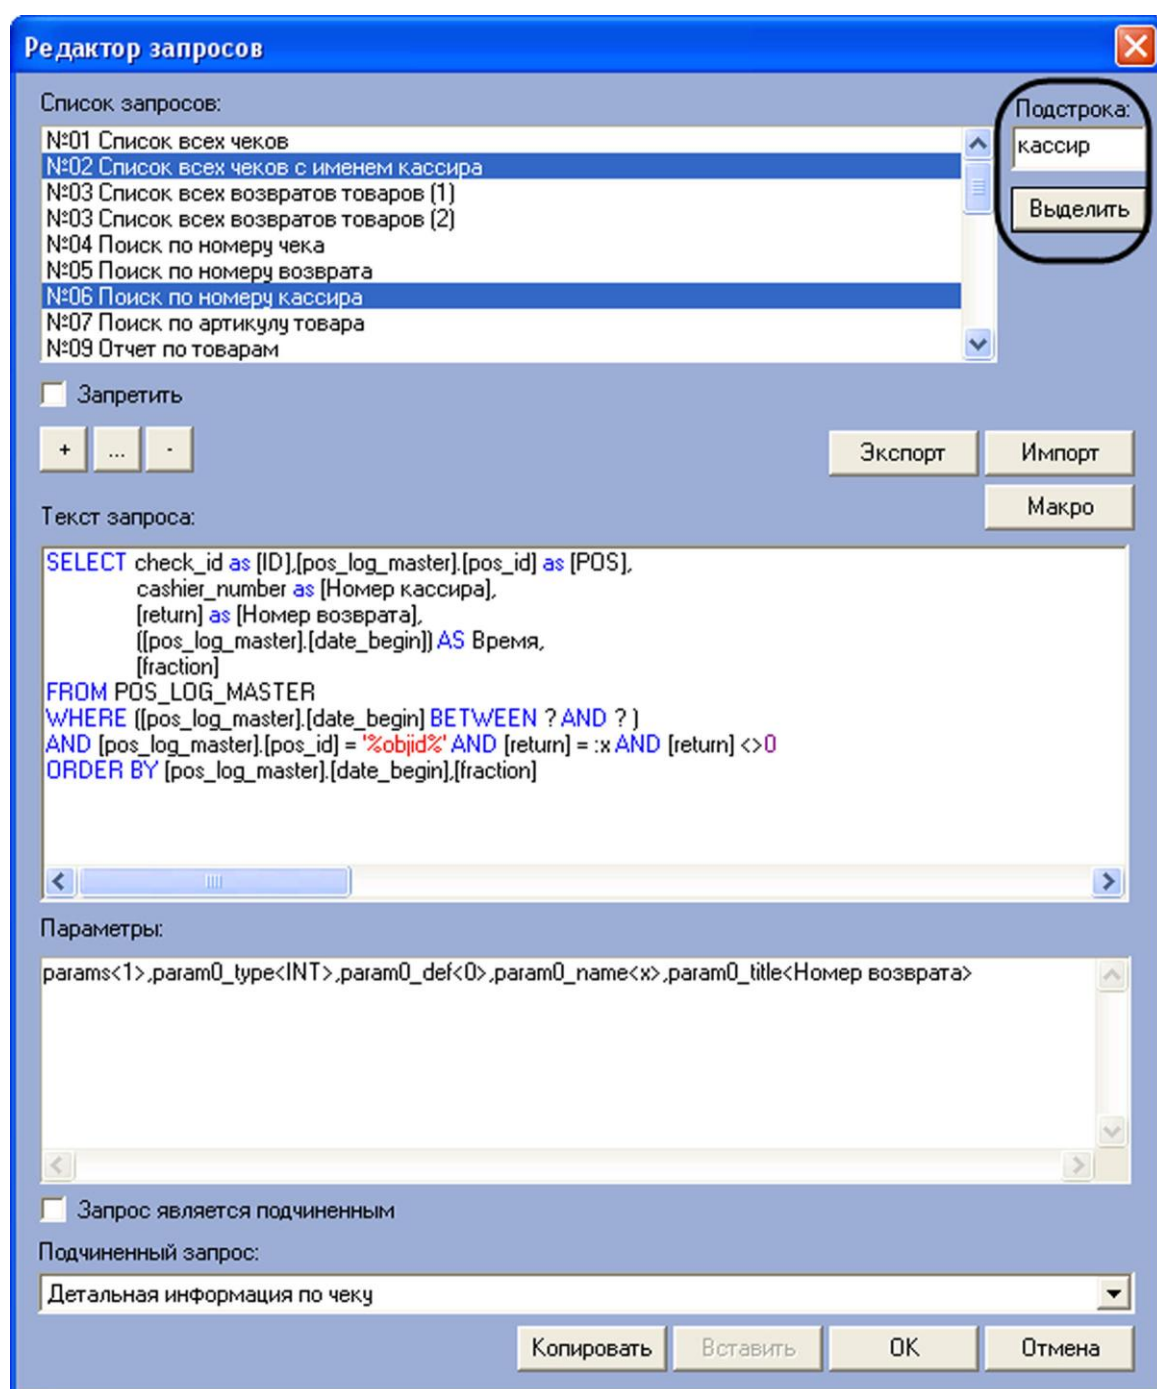 Редактор запросов
Список запросов:
Подстрока:
№01 Список всех чеков
кассир
№02 Список всех чеков с именем кассира
№03 Список всех возвратов товаров (1)
Выделить
№03 Список всех возвратов товаров (2)
№04 Поиск по номеру чека
№05 Поиск по номеру возврата
№06 Поиск по номеру кассира
№07 Поиск по артикулу товара
№09 Отчет по товарам
Запретить
+ ... -
Экспорт Импорт
Макро
Текст запроса:
SELECT check_id as [ID],[pos_log_master].[pos_id] as [POS],
cashier_number as [Номер кассира],
[return] as [Номер возврата],
([pos_log_master].[date_begin]) AS Время,
[fraction]
FROM POS_LOG_MASTER
WHERE ([pos_log_master].[date_begin] BETWEEN ? AND ? )
AND [pos_log_master].[pos_id] = '%objid%' AND [return] = :x AND [return] <>0
ORDER BY [pos_log_master].[date_begin],[fraction]
Параметры:
params<1>,param0_type<INT>,param0_def<0>,param0_name<x>,param0_title<Номер возврата>
Запрос является подчиненным
Подчиненный запрос:
Детальная информация по чеку
Копировать Вставить OK Отмена